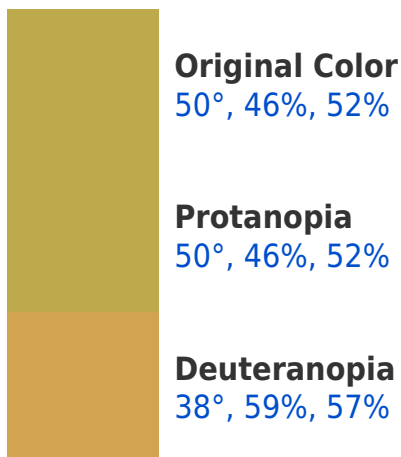 Original Color
50°, 46%, 52%
Protanopia
50°, 46%, 52%
Deuteranopia
38°, 59%, 57%